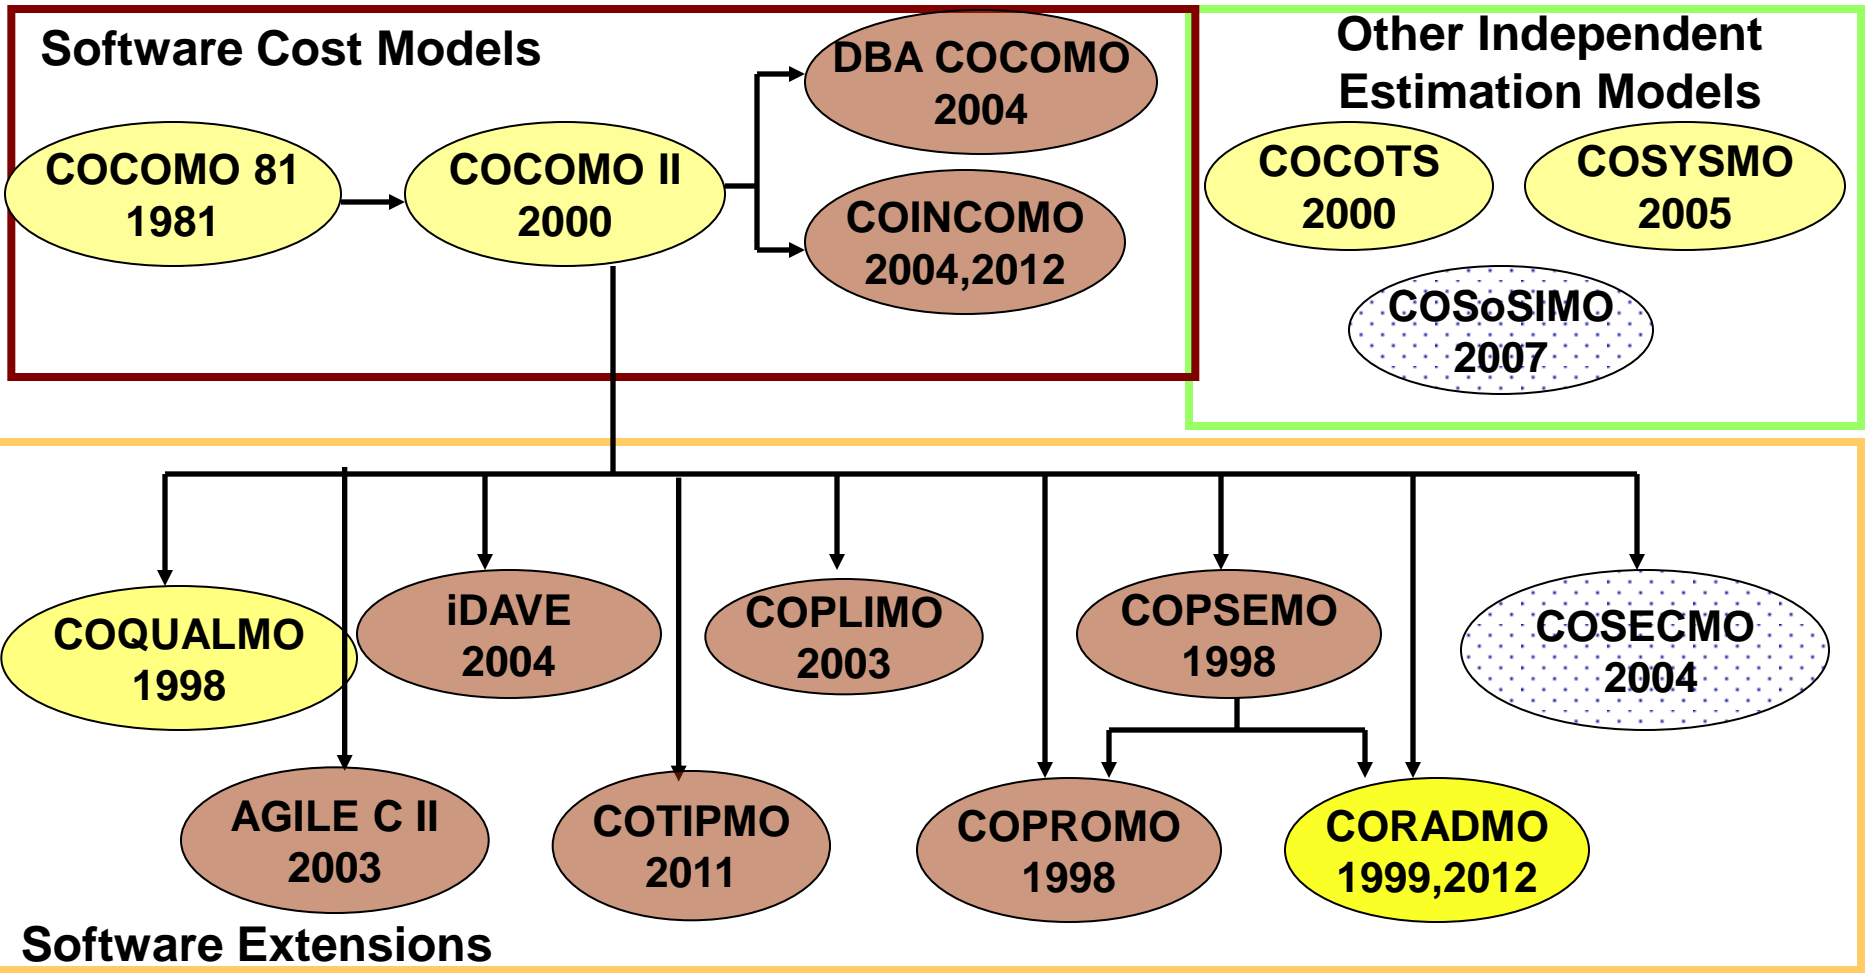 Software Cost Models
COCOMO 81
1981
COCOMO II
2000
DBA COCOMO
2004
COINCOMO
2004,2012
Other Independent
Estimation Models
COCOTS
2000
COSYSMO
2005
COSoSIMO
2007
COQUALMO
1998
iDAVE
2004
COPLIMO
2003
COPSEMO
1998
COSECMO
2004
AGILE C II
2003
COTIPMO
2011
COPROMO
1998
CORADMO
1999,2012
Software Extensions